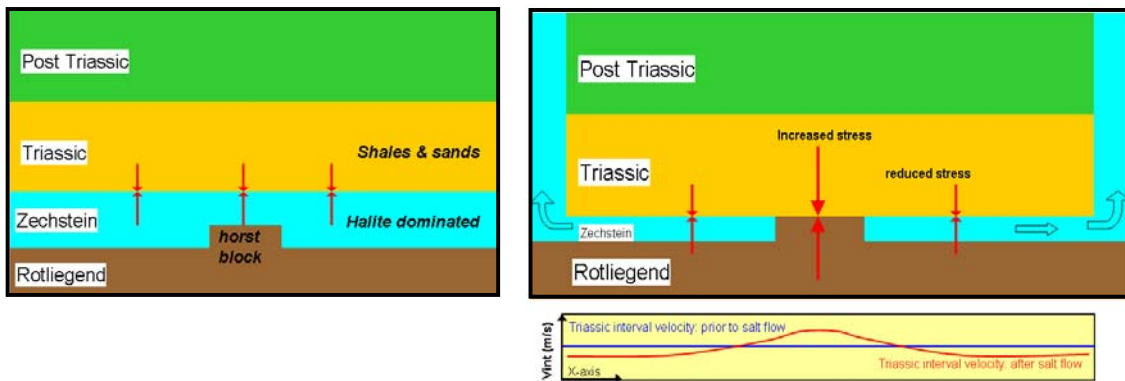 Post Triassic
Triassic
Shales & sands
Zechstein
Halite dominated
horst
block
Rotliegend
Post Triassic
Increased stress
Triassic
reduced stress
Zechstein
Rotliegend
Vint (m/s)
Triassic interval velocity: prior to salt flow
Triassic interval velocity: after salt flow
X-axis